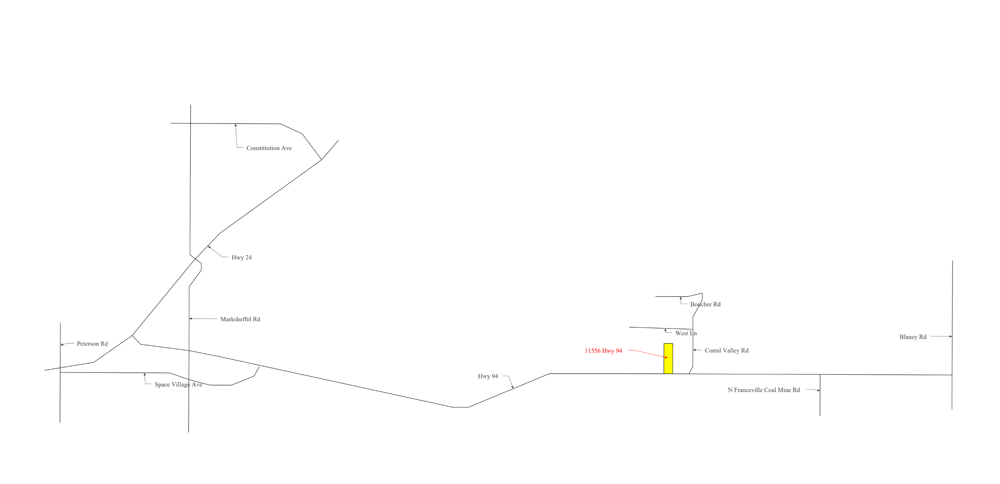 Constitiution Ave
Hwy 24
Boucher Rd
Marksheffel Rd
West Ln
Blaney Rd
Peterson Rd
11556 Hwy 94
Corral Valley Rd
Hwy 94
Space Village Ave
N Franceville Coal Mine Rd